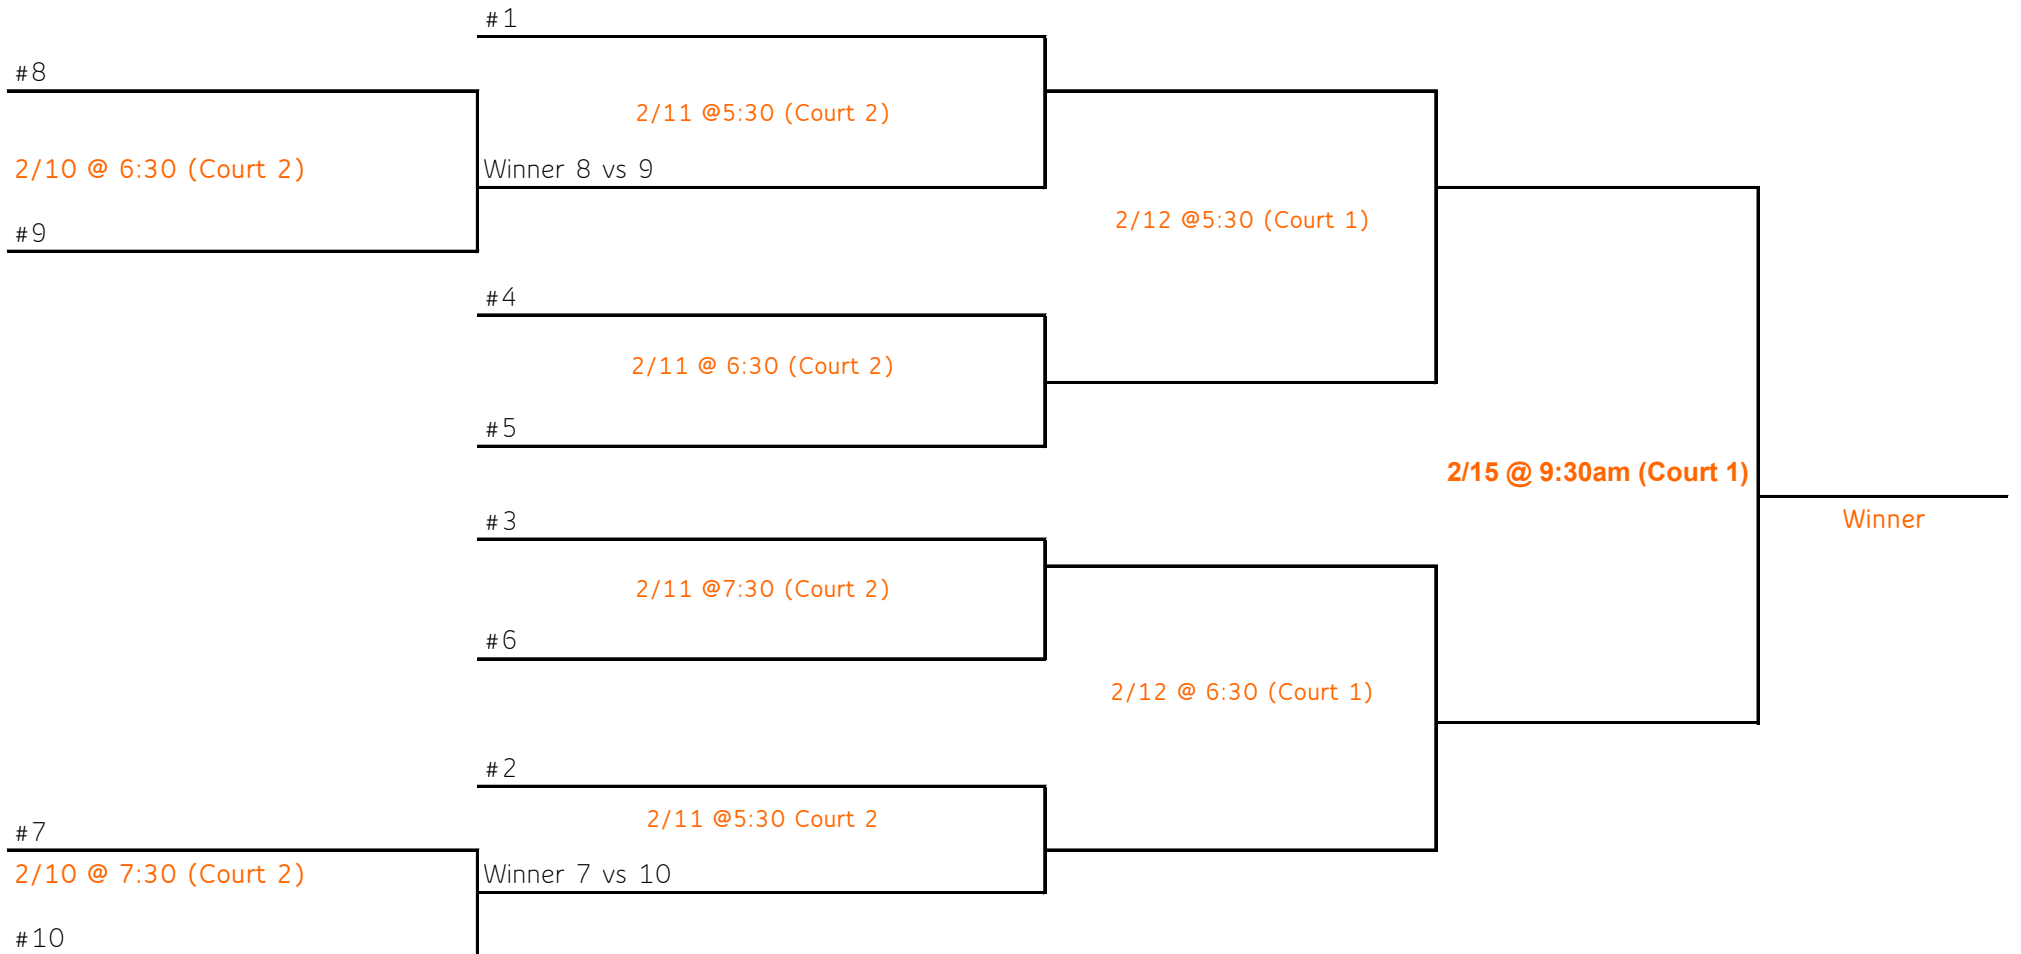 #1
#8
2/11 @5:30 (Court 2)
2/10 @ 6:30 (Court 2)
Winner 8 vs 9
2/12 @5:30 (Court 1)
#9
#4
2/11 @ 6:30 (Court 2)
#5
2/15 @ 9:30am (Court 1)
Winner
#3
2/11 @7:30 (Court 2)
#6
2/12 @ 6:30 (Court 1)
#2
2/11 @5:30 Court 2
#7
2/10 @ 7:30 (Court 2)
Winner 7 vs 10
#10